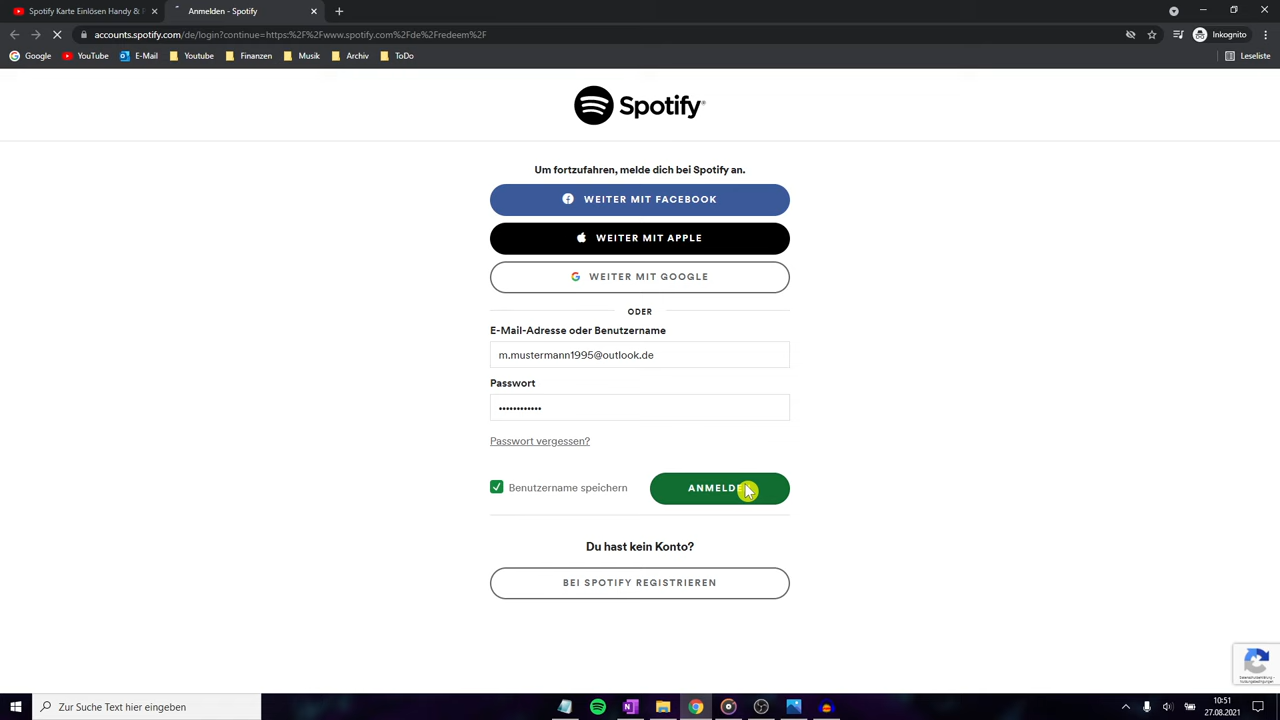 Spotify Karte Einlösen Handy &
Anmelden - Spotify
accounts.spotify.com/de/login?continue=https:%2F%2Fwww.spotify.com%2Fde%2Fredeem%2F
Inkognito
Google
YouTube
E-Mail
Youtube
Finanzen
Musik
Archiv
ToDo
Leseliste
Spotify®
Um fortzufahren, melde dich bei Spotify an.
WEITER MIT FACEBOOK
WEITER MIT APPLE
WEITER MIT GOOGLE
ODER
E-Mail-Adresse oder Benutzername
m.mustermann1995@outlook.de
Passwort
••••••••••••
Passwort vergessen?
Benutzername speichern
ANMELDE
Du hast kein Konto?
BEI SPOTIFY REGISTRIEREN
Datenschutzerklärung -
Nutzungsbedingungen
Zur Suche Text hier eingeben
10:51
27.08.2021